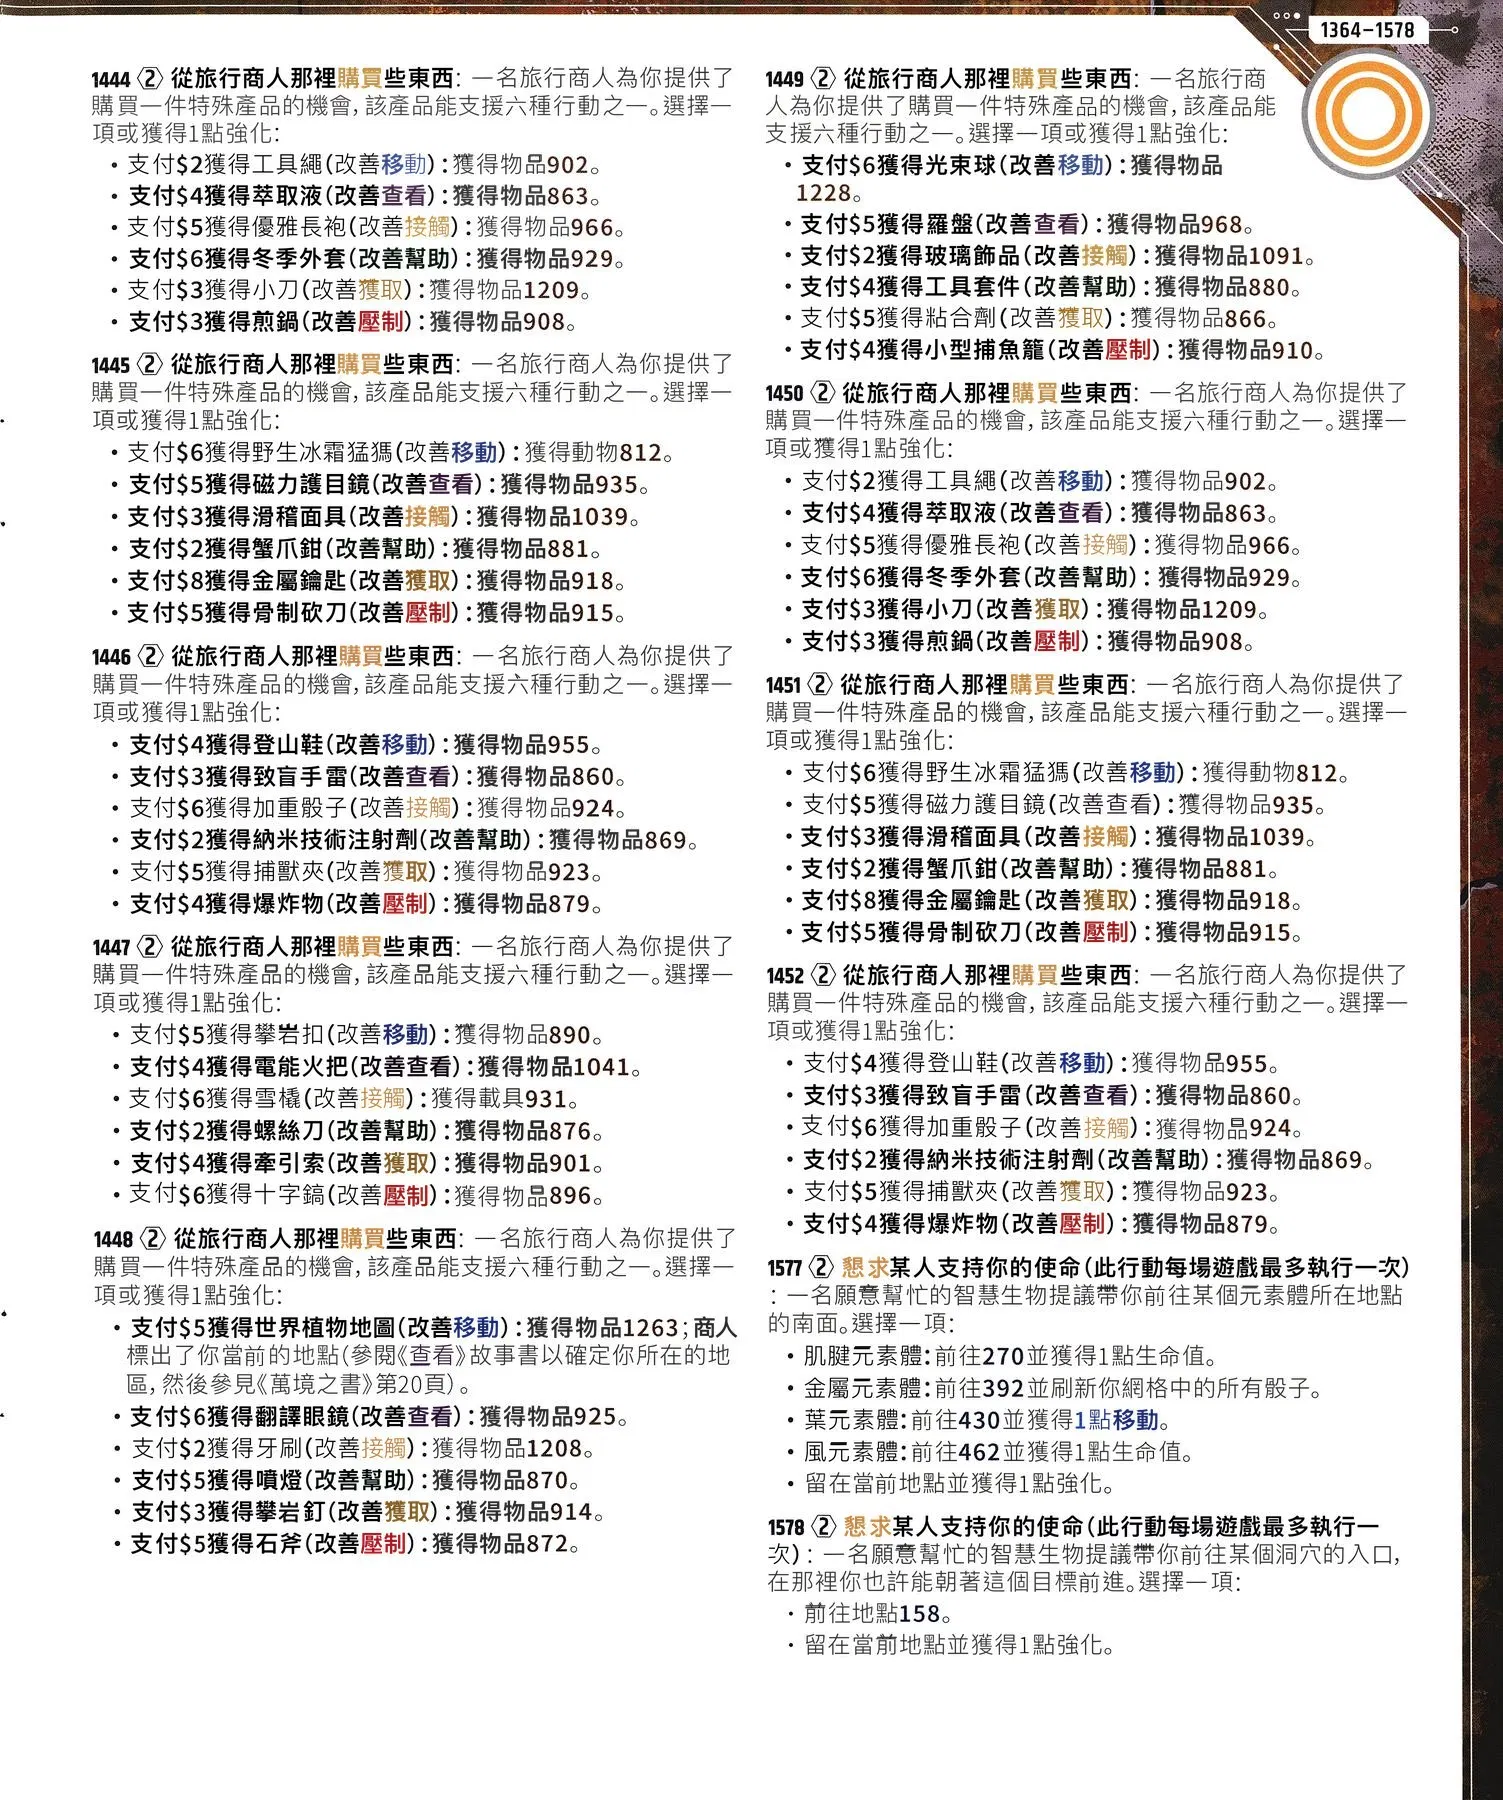 1364–1578
1444 ② 從旅行商人那裡購買些東西：一名旅行商人為你提供了
購買一件特殊產品的機會，該產品能支援六種行動之一。選擇一
項或獲得1點強化：
• 支付$2獲得工具繩（改善移動）：獲得物品902。
• 支付$4獲得萃取液（改善查看）：獲得物品863。
• 支付$5獲得優雅長袍（改善接觸）：獲得物品966。
• 支付$6獲得冬季外套（改善幫助）：獲得物品929。
• 支付$3獲得小刀（改善獲取）：獲得物品1209。
• 支付$3獲得煎鍋（改善壓制）：獲得物品908。
1445 ② 從旅行商人那裡購買些東西：一名旅行商人為你提供了
購買一件特殊產品的機會，該產品能支援六種行動之一。選擇一
項或獲得1點強化：
• 支付$6獲得野生冰霜猛獁（改善移動）：獲得動物812。
• 支付$5獲得磁力護目鏡（改善查看）：獲得物品935。
• 支付$3獲得滑稽面具（改善接觸）：獲得物品1039。
• 支付$2獲得蟹爪鉗（改善幫助）：獲得物品881。
• 支付$8獲得金屬鑰匙（改善獲取）：獲得物品918。
• 支付$5獲得骨制砍刀（改善壓制）：獲得物品915。
1446 ② 從旅行商人那裡購買些東西：一名旅行商人為你提供了
購買一件特殊產品的機會，該產品能支援六種行動之一。選擇一
項或獲得1點強化：
• 支付$4獲得登山鞋（改善移動）：獲得物品955。
• 支付$3獲得致盲手雷（改善查看）：獲得物品860。
• 支付$6獲得加重骰子（改善接觸）：獲得物品924。
• 支付$2獲得納米技術注射劑（改善幫助）：獲得物品869。
• 支付$5獲得捕獸夾（改善獲取）：獲得物品923。
• 支付$4獲得爆炸物（改善壓制）：獲得物品879。
1447 ② 從旅行商人那裡購買些東西：一名旅行商人為你提供了
購買一件特殊產品的機會，該產品能支援六種行動之一。選擇一
項或獲得1點強化：
• 支付$5獲得攀岩扣（改善移動）：獲得物品890。
• 支付$4獲得電能火把（改善查看）：獲得物品1041。
• 支付$6獲得雪橇（改善接觸）：獲得載具931。
• 支付$2獲得螺絲刀（改善幫助）：獲得物品876。
• 支付$4獲得牽引索（改善獲取）：獲得物品901。
• 支付$6獲得十字鎬（改善壓制）：獲得物品896。
1448 ② 從旅行商人那裡購買些東西：一名旅行商人為你提供了
購買一件特殊產品的機會，該產品能支援六種行動之一。選擇一
項或獲得1點強化：
• 支付$5獲得世界植物地圖（改善移動）：獲得物品1263；商人
標出了你當前的地點（參閱《查看》故事書以確定你所在的地
區，然後參見《萬境之書》第20頁）。
• 支付$6獲得翻譯眼鏡（改善查看）：獲得物品925。
• 支付$2獲得牙刷（改善接觸）：獲得物品1208。
• 支付$5獲得噴燈（改善幫助）：獲得物品870。
• 支付$3獲得攀岩釘（改善獲取）：獲得物品914。
• 支付$5獲得石斧（改善壓制）：獲得物品872。
1449 ② 從旅行商人那裡購買些東西：一名旅行商
人為你提供了購買一件特殊產品的機會，該產品能
支援六種行動之一。選擇一項或獲得1點強化：
• 支付$6獲得光束球（改善移動）：獲得物品
1228。
• 支付$5獲得羅盤（改善查看）：獲得物品968。
• 支付$2獲得玻璃飾品（改善接觸）：獲得物品1091。
• 支付$4獲得工具套件（改善幫助）：獲得物品880。
• 支付$5獲得粘合劑（改善獲取）：獲得物品866。
• 支付$4獲得小型捕魚籠（改善壓制）：獲得物品910。
1450 ② 從旅行商人那裡購買些東西：一名旅行商人為你提供了
購買一件特殊產品的機會，該產品能支援六種行動之一。選擇一
項或獲得1點強化：
• 支付$2獲得工具繩（改善移動）：獲得物品902。
• 支付$4獲得萃取液（改善查看）：獲得物品863。
• 支付$5獲得優雅長袍（改善接觸）：獲得物品966。
• 支付$6獲得冬季外套（改善幫助）：獲得物品929。
• 支付$3獲得小刀（改善獲取）：獲得物品1209。
• 支付$3獲得煎鍋（改善壓制）：獲得物品908。
1451 ② 從旅行商人那裡購買些東西：一名旅行商人為你提供了
購買一件特殊產品的機會，該產品能支援六種行動之一。選擇一
項或獲得1點強化：
• 支付$6獲得野生冰霜猛獁（改善移動）：獲得動物812。
• 支付$5獲得磁力護目鏡（改善查看）：獲得物品935。
• 支付$3獲得滑稽面具（改善接觸）：獲得物品1039。
• 支付$2獲得蟹爪鉗（改善幫助）：獲得物品881。
• 支付$8獲得金屬鑰匙（改善獲取）：獲得物品918。
• 支付$5獲得骨制砍刀（改善壓制）：獲得物品915。
1452 ② 從旅行商人那裡購買些東西：一名旅行商人為你提供了
購買一件特殊產品的機會，該產品能支援六種行動之一。選擇一
項或獲得1點強化：
• 支付$4獲得登山鞋（改善移動）：獲得物品955。
• 支付$3獲得致盲手雷（改善查看）：獲得物品860。
• 支付$6獲得加重骰子（改善接觸）：獲得物品924。
• 支付$2獲得納米技術注射劑（改善幫助）：獲得物品869。
• 支付$5獲得捕獸夾（改善獲取）：獲得物品923。
• 支付$4獲得爆炸物（改善壓制）：獲得物品879。
1577 ② 懇求某人支持你的使命（此行動每場遊戲最多執行一次）
：一名願意幫忙的智慧生物提議帶你前往某個元素體所在地點
的南面。選擇一項：
• 肌腱元素體：前往270並獲得1點生命值。
• 金屬元素體：前往392並刷新你網格中的所有骰子。
• 葉元素體：前往430並獲得1點移動。
• 風元素體：前往462並獲得1點生命值。
• 留在當前地點並獲得1點強化。
1578 ② 懇求某人支持你的使命（此行動每場遊戲最多執行一
次）：一名願意幫忙的智慧生物提議帶你前往某個洞穴的入口，
在那裡你也許能朝著這個目標前進。選擇一項：
• 前往地點158。
• 留在當前地點並獲得1點強化。